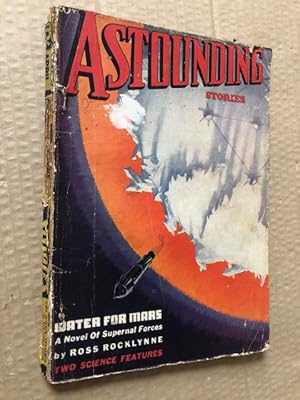 ASTOUNDING
STORIES
WATER FOR MARS
A Novel Of Supernal Forces
by ROSS ROCKLYNNE
TWO SCIENCE FEATURES